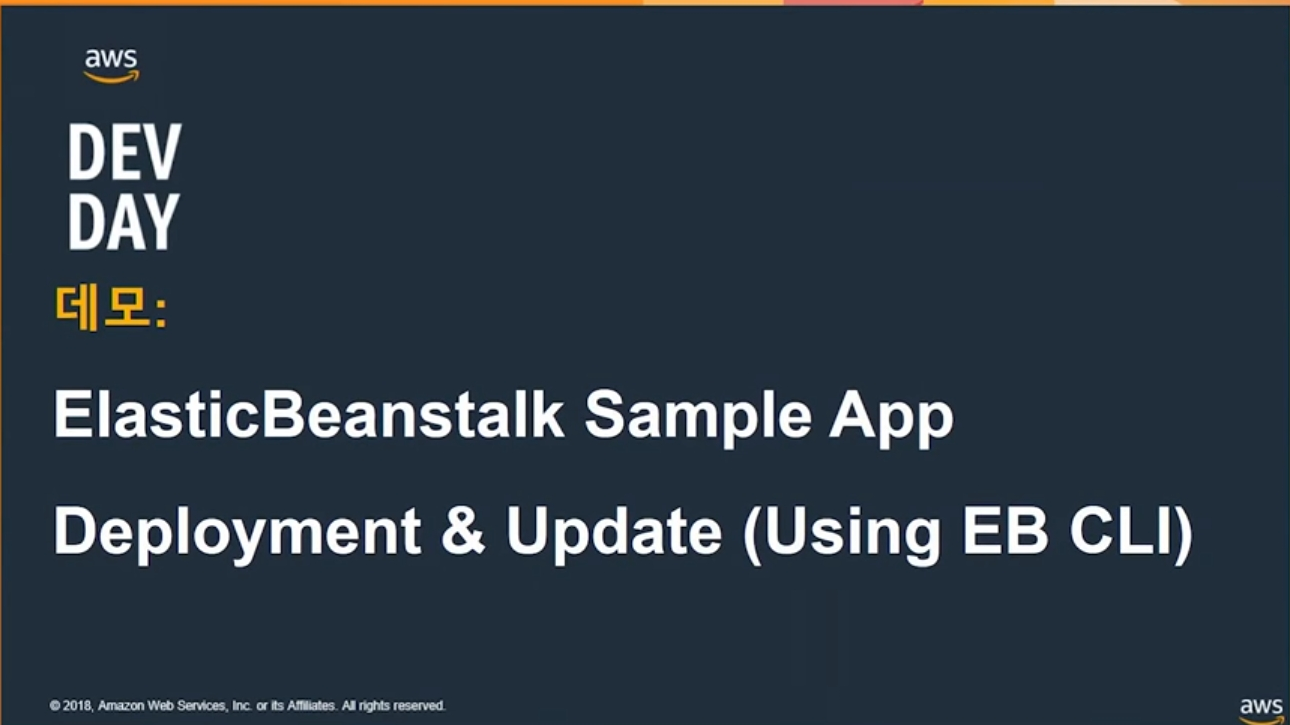 aws
DEV
DAY
데모:
ElasticBeanstalk Sample App
Deployment & Update (Using EB CLI)
© 2018, Amazon Web Services, Inc. or its Affiliates. All rights reserved.
aws